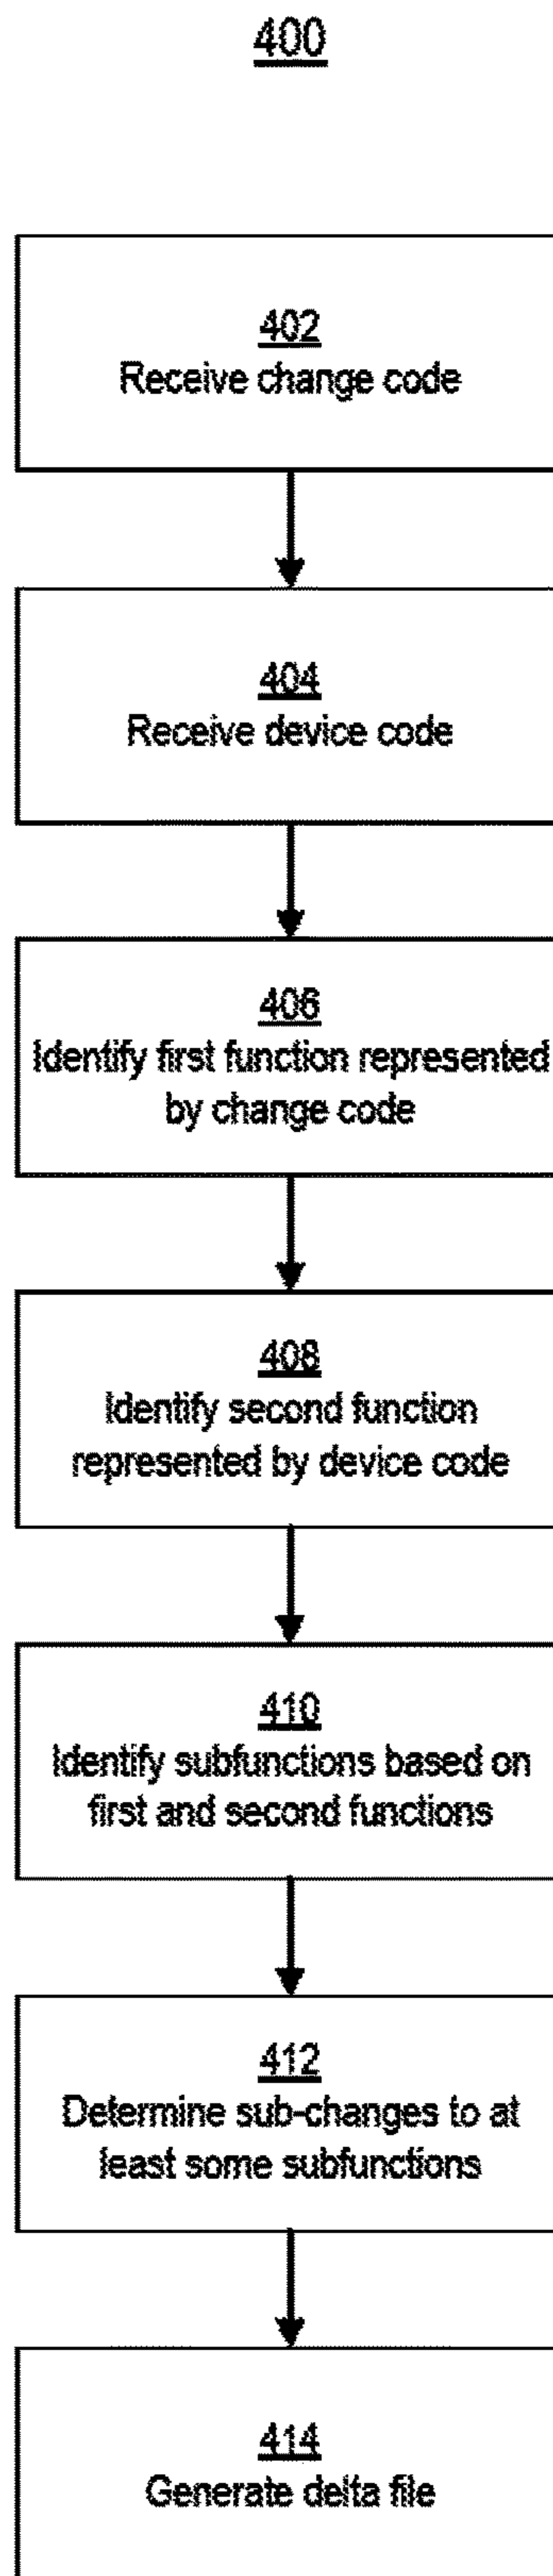 400
402
Receive change code
404
Receive device code
406
Identify first function represented
by change code
408
Identify second function
represented by device code
410
Identify subfunctions based on
first and second functions
412
Determine sub-changes to at
least some subfunctions
414
Generate delta file